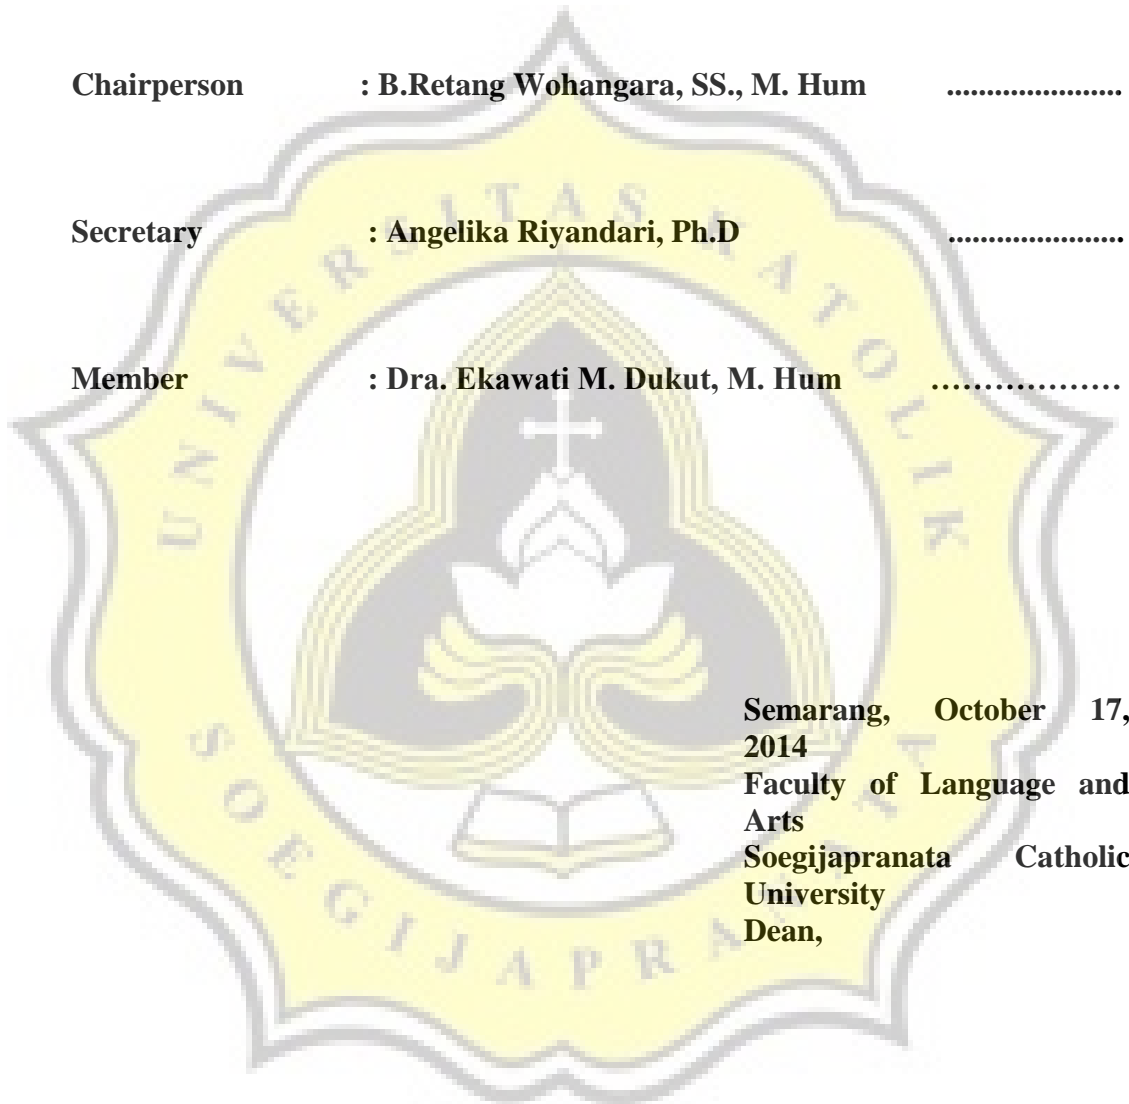 Chairperson : B.Retang Wohangara, SS., M. Hum ......................
Secretary : Angelika Riyandari, Ph.D ......................
Member : Dra. Ekawati M. Dukut, M. Hum ………………
Semarang, October 17,
2014
Faculty of Language and
Arts
Soegijapranata Catholic
University
Dean,
UNIVERSITAS KATOLIK
SOEGIJAPRANATA